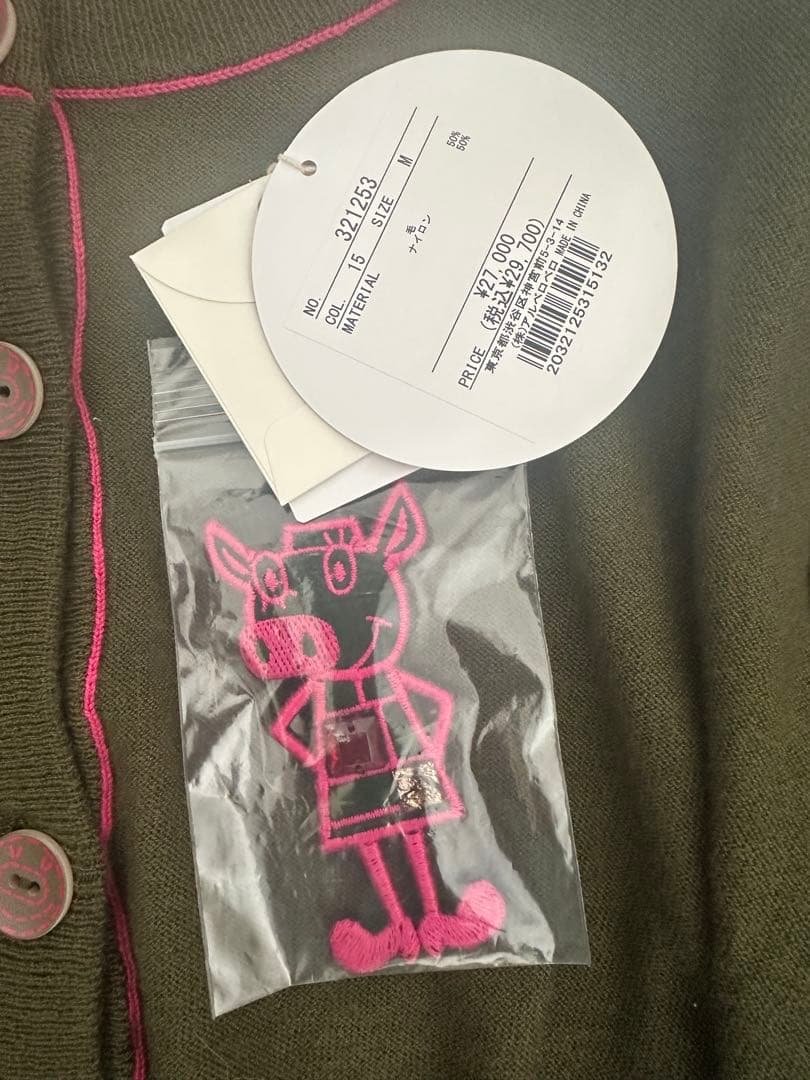 NO. 321253
COL. 15 SIZE M
MATERIAL
毛 50%
ナイロン 50%
PRICE ¥27,000
(税込¥29,700)
東京都渋谷区神宮前5-3-14
(株)アルベロベロ MADE IN CHINA
2032125315132